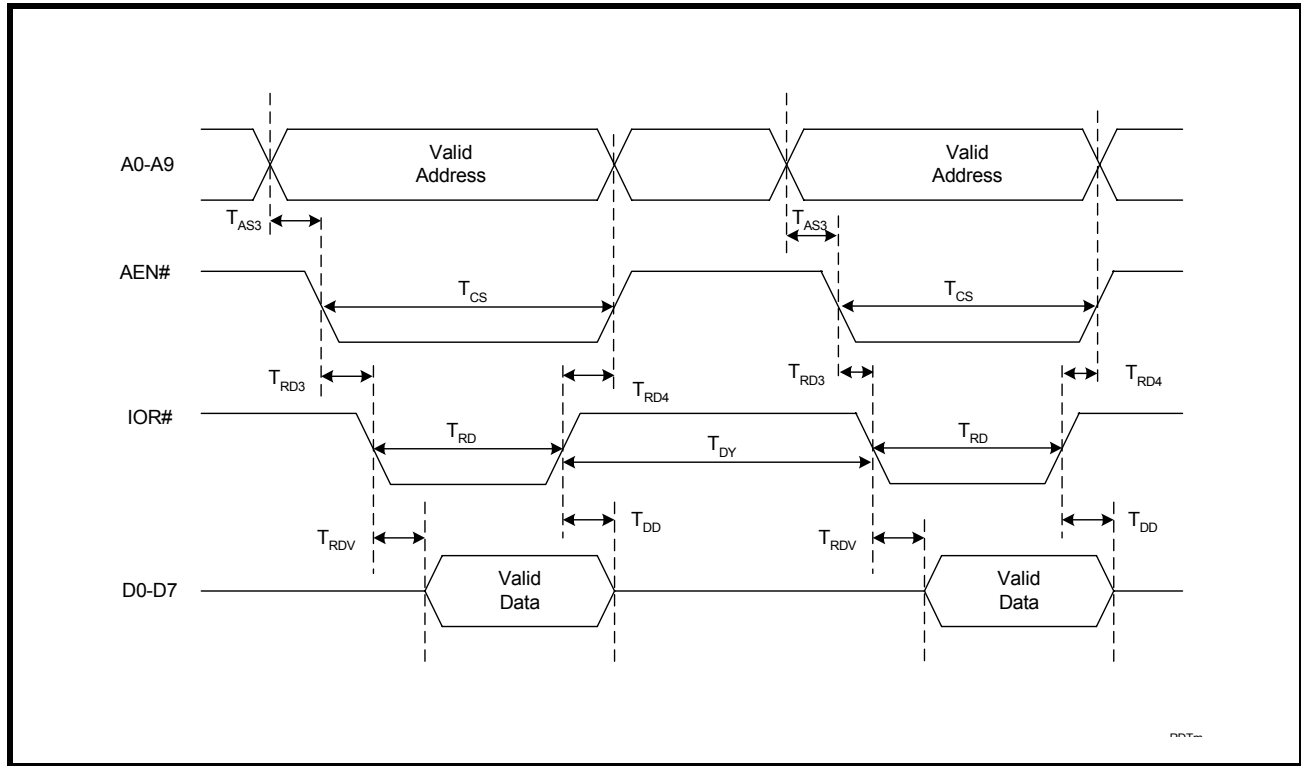 A0-A9
Valid
Address
Valid
Address
TAS3
TAS3
AEN#
TCS
TCS
TRD3
TRD4
TRD3
TRD4
IOR#
TRD
TDY
TRD
TRDV
TDD
TRDV
TDD
D0-D7
Valid
Data
Valid
Data